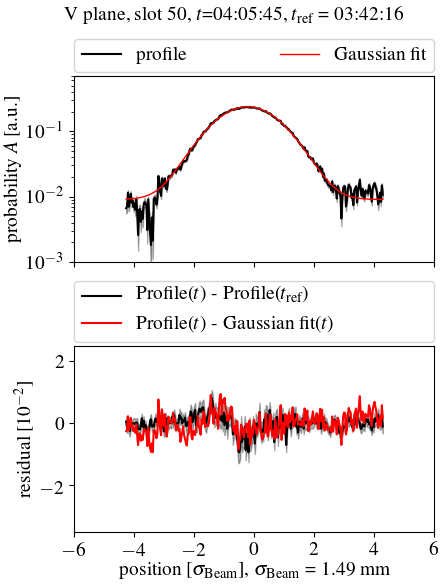 V plane, slot 50, t=04:05:45, t_ref = 03:42:16
profile Gaussian fit
probability A [a.u.]
10⁻¹
10⁻²
10⁻³
Profile(t) - Profile(t_ref)
Profile(t) - Gaussian fit(t)
residual [10⁻²]
2
0
−2
−6 −4 −2 0 2 4 6
position [σ_Beam], σ_Beam = 1.49 mm